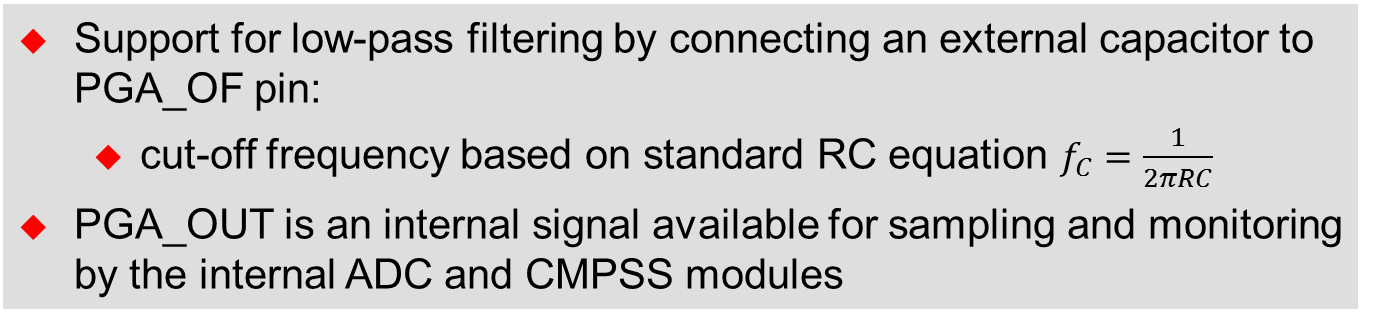 ◆ Support for low-pass filtering by connecting an external capacitor to
PGA_OF pin:
◆ cut-off frequency based on standard RC equation f_C = 1/(2πRC)
◆ PGA_OUT is an internal signal available for sampling and monitoring
by the internal ADC and CMPSS modules